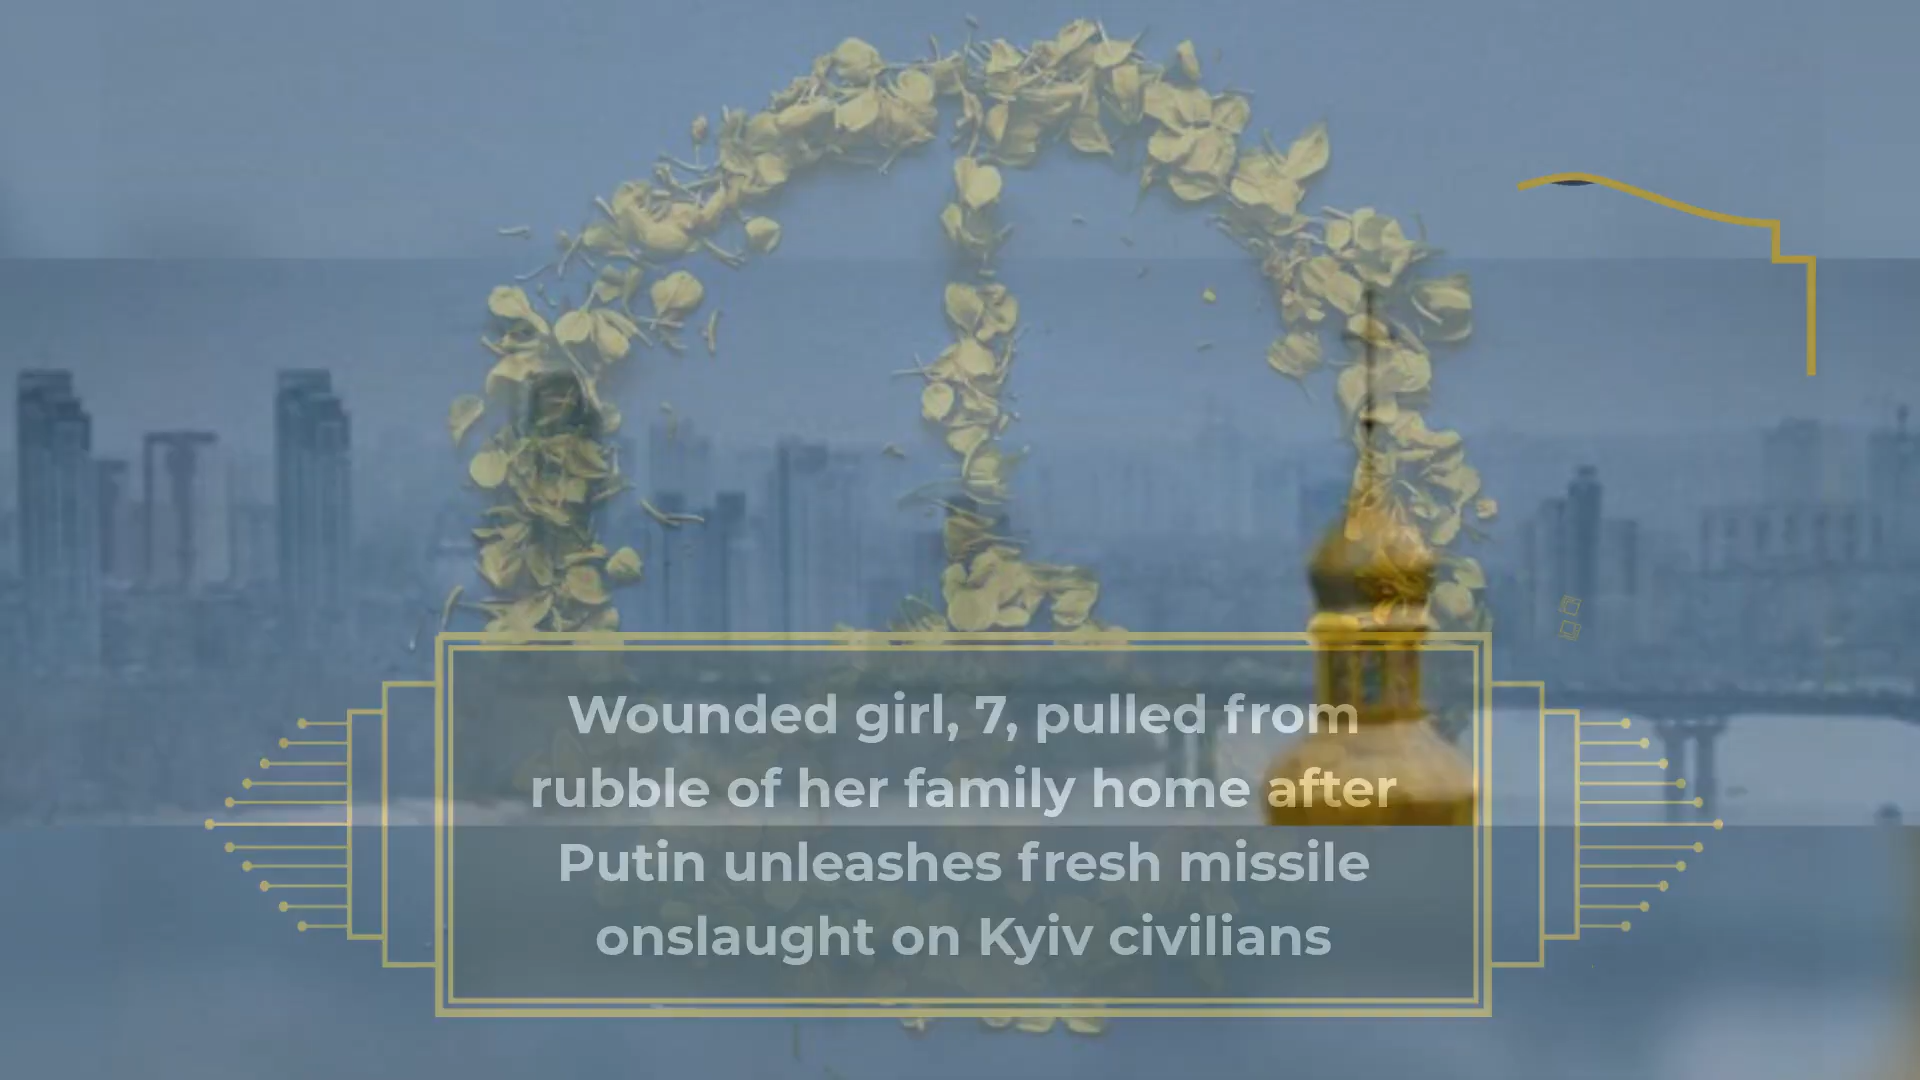 Wounded girl, 7, pulled from
rubble of her family home after
Putin unleashes fresh missile
onslaught on Kyiv civilians